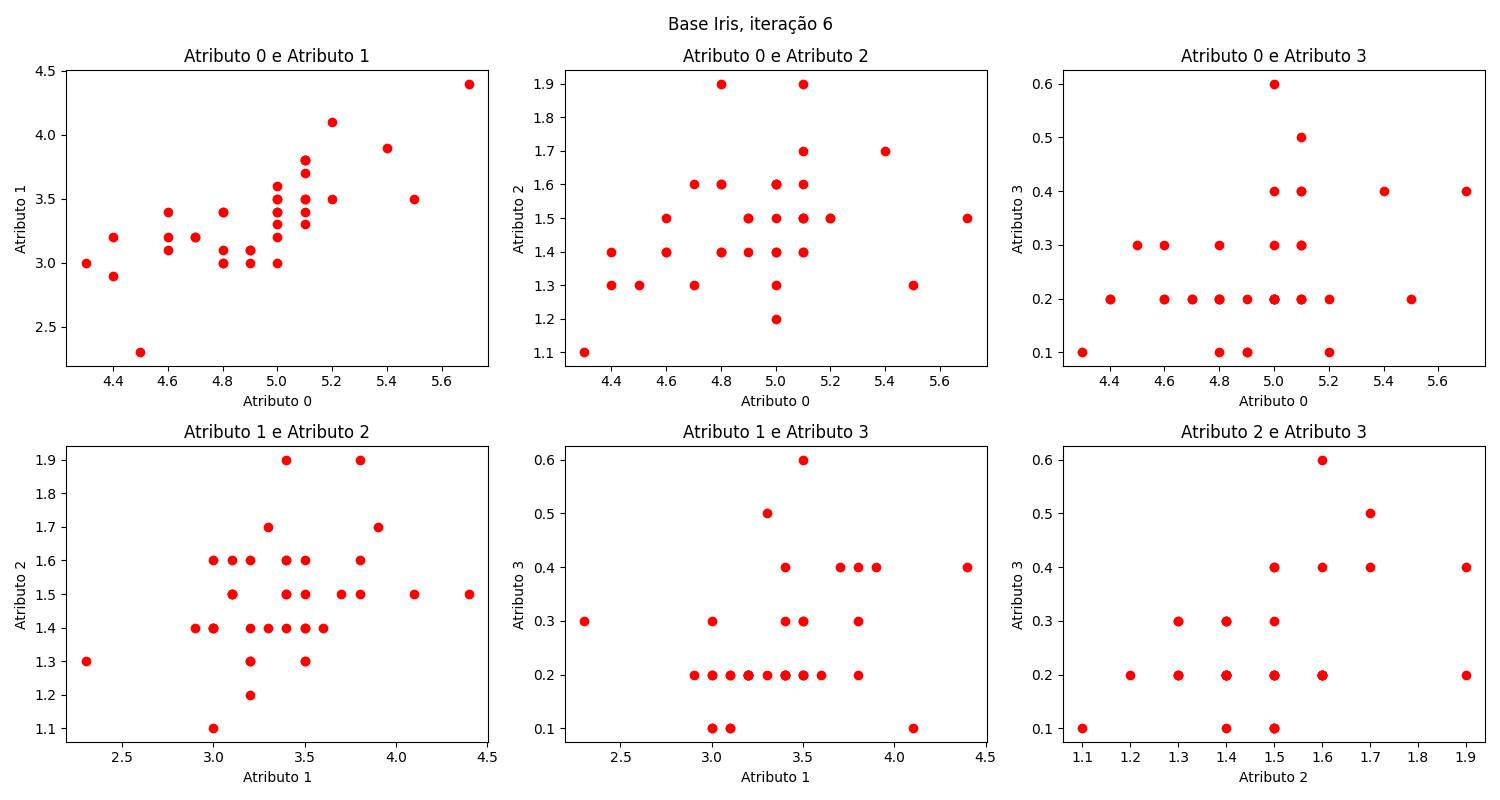 Base Iris, iteração 6
Atributo 0 e Atributo 1
4.5
4.0
3.5
3.0
2.5
Atributo 1
4.4 4.6 4.8 5.0 5.2 5.4 5.6
Atributo 0
Atributo 0 e Atributo 2
1.9
1.8
1.7
1.6
1.5
1.4
1.3
1.2
1.1
Atributo 2
4.4 4.6 4.8 5.0 5.2 5.4 5.6
Atributo 0
Atributo 0 e Atributo 3
0.6
0.5
0.4
0.3
0.2
0.1
Atributo 3
4.4 4.6 4.8 5.0 5.2 5.4 5.6
Atributo 0
Atributo 1 e Atributo 2
1.9
1.8
1.7
1.6
1.5
1.4
1.3
1.2
1.1
Atributo 2
2.5 3.0 3.5 4.0 4.5
Atributo 1
Atributo 1 e Atributo 3
0.6
0.5
0.4
0.3
0.2
0.1
Atributo 3
2.5 3.0 3.5 4.0 4.5
Atributo 1
Atributo 2 e Atributo 3
0.6
0.5
0.4
0.3
0.2
0.1
Atributo 3
1.1 1.2 1.3 1.4 1.5 1.6 1.7 1.8 1.9
Atributo 2